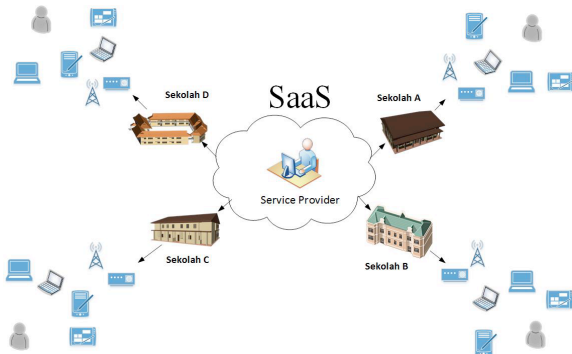 SaaS
Sekolah D
Sekolah A
Service Provider
Sekolah C
Sekolah B